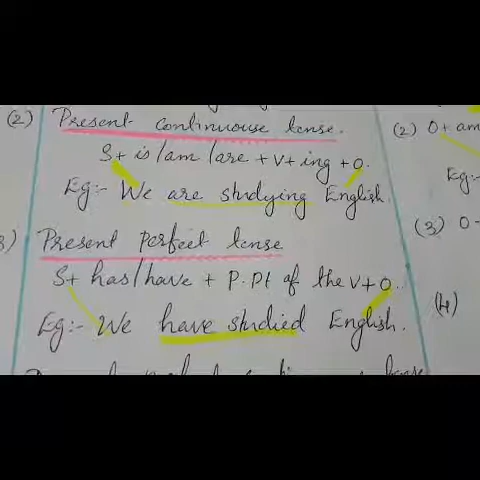 (2) Present continuouse tense.
S+ is/am/are + V+ ing + O.
Eg:- We are studying English.
3) Present perfect tense
S+ has/have + P.Pt of the V+O.
Eg:- We have studied English.
(2) O+ am
Eg:-
(3) O-
(4)